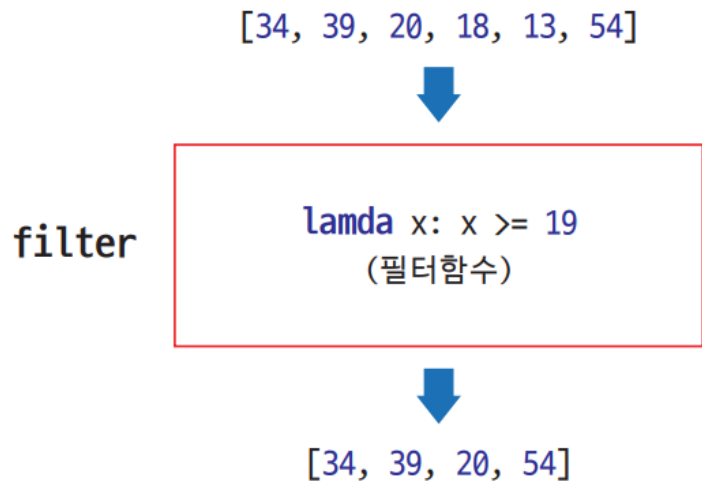 [34, 39, 20, 18, 13, 54]
filter
lamda x: x >= 19
(필터함수)
[34, 39, 20, 54]